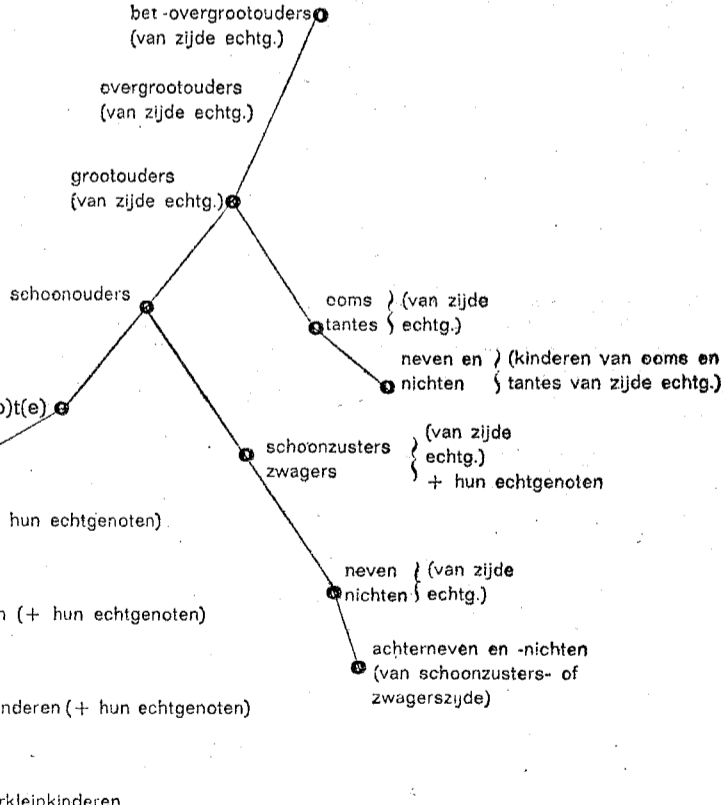 bet-overgrootouders
(van zijde echtg.)
overgrootouders
(van zijde echtg.)
grootouders
(van zijde echtg.)
schoonouders
ooms } (van zijde
tantes } echtg.)
neven en } (kinderen van ooms en
nichten } tantes van zijde echtg.)
)t(e)
schoonzusters
zwagers
(van zijde
echtg.)
+ hun echtgenoten
hun echtgenoten)
neven { (van zijde
nichten { echtg.)
(+ hun echtgenoten)
achterneven en -nichten
(van schoonzusters- of
zwagerszijde)
nderen (+ hun echtgenoten)
rkleinkinderen